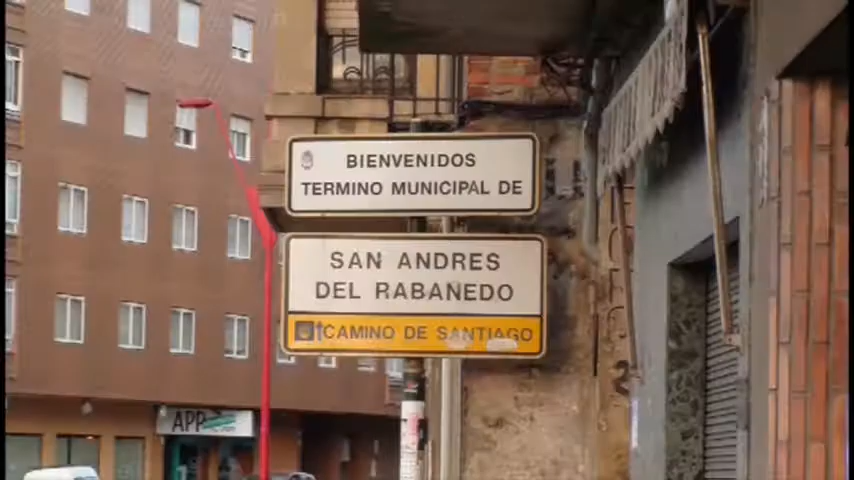 BIENVENIDOS
TERMINO MUNICIPAL DE
SAN ANDRES
DEL RABANEDO
CAMINO DE SANTIAGO
APP